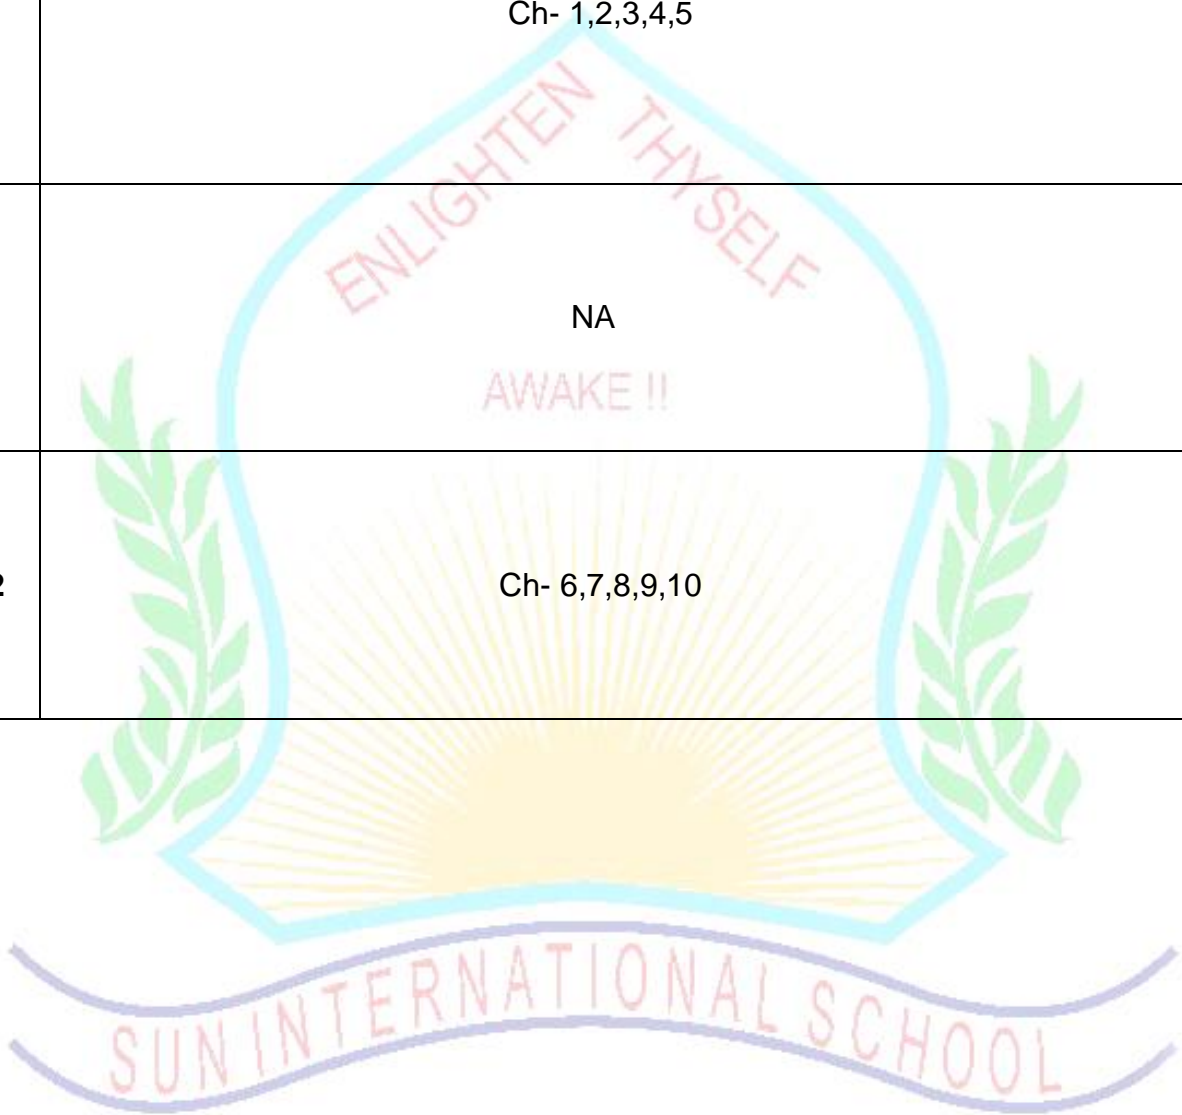 Ch- 1,2,3,4,5
ENLIGHTEN THYSELF
NA
AWAKE !!
2
Ch- 6,7,8,9,10
SUN INTERNATIONAL SCHOOL